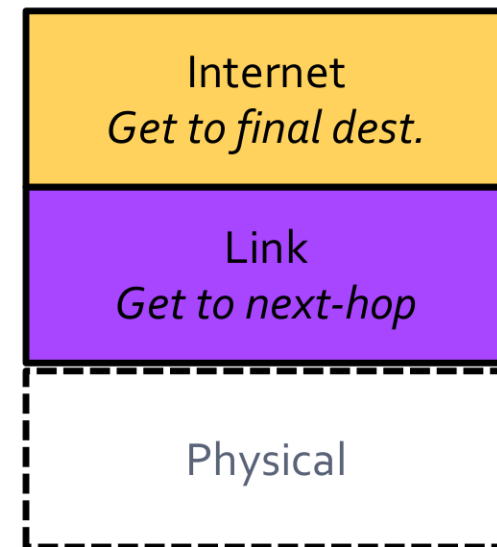 Internet
Get to final dest.
Link
Get to next-hop
Physical